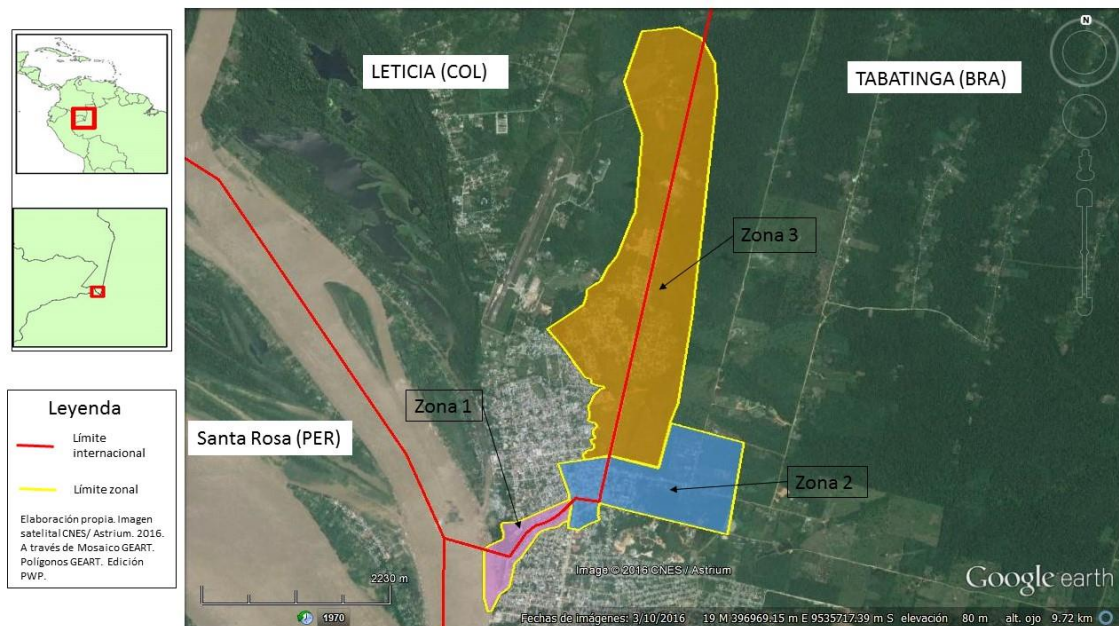 LETICIA (COL)
TABATINGA (BRA)
N
Zona 3
Zona 1
Santa Rosa (PER)
Zona 2
Leyenda
Límite
internacional
Límite zonal
Elaboración propia. Imagen
satelital CNES/ Astrium. 2016.
A través de Mosaico GEART.
Polígonos GEART. Edición
PWP.
2230 m
Image © 2016 CNES / Astrium
Google earth
1970
Fechas de imágenes: 3/10/2016 19 M 396969.15 m E 9535717.39 m S elevación 80 m alt. ojo 9.72 km